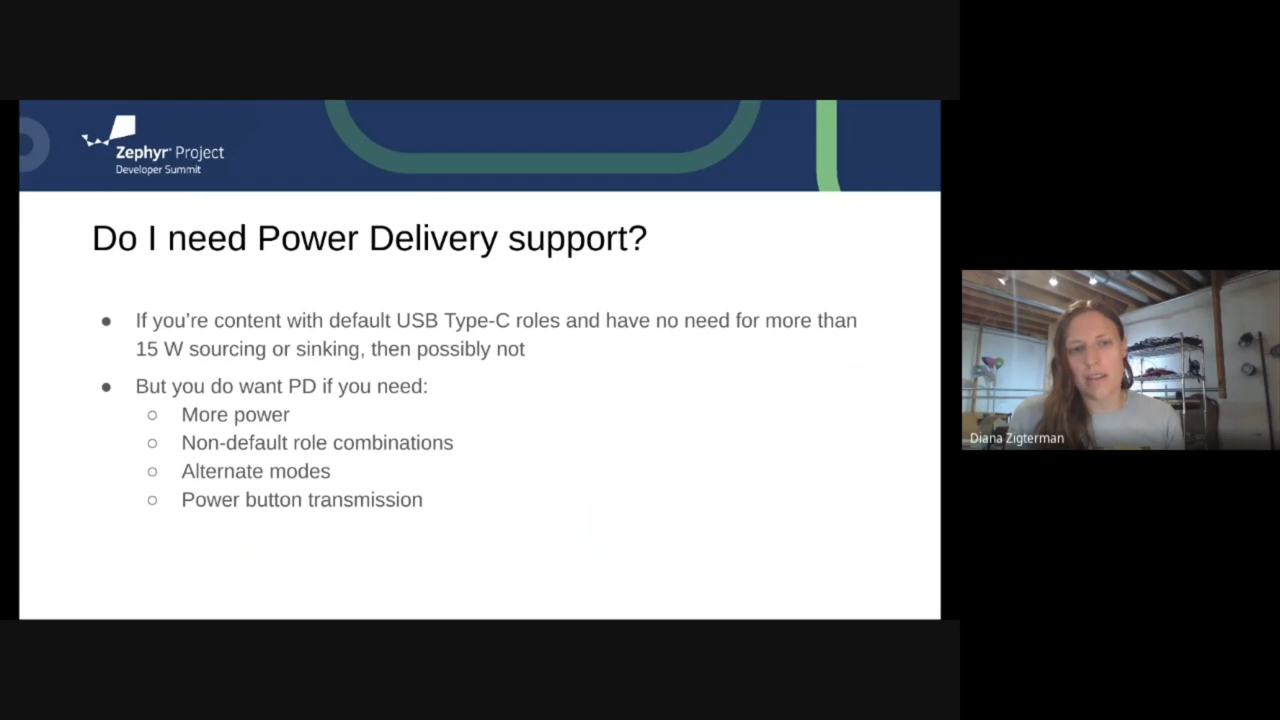 Zephyr® Project
Developer Summit
Do I need Power Delivery support?
● If you're content with default USB Type-C roles and have no need for more than
15 W sourcing or sinking, then possibly not
● But you do want PD if you need:
○ More power
○ Non-default role combinations
○ Alternate modes
○ Power button transmission
Diana Zigterman